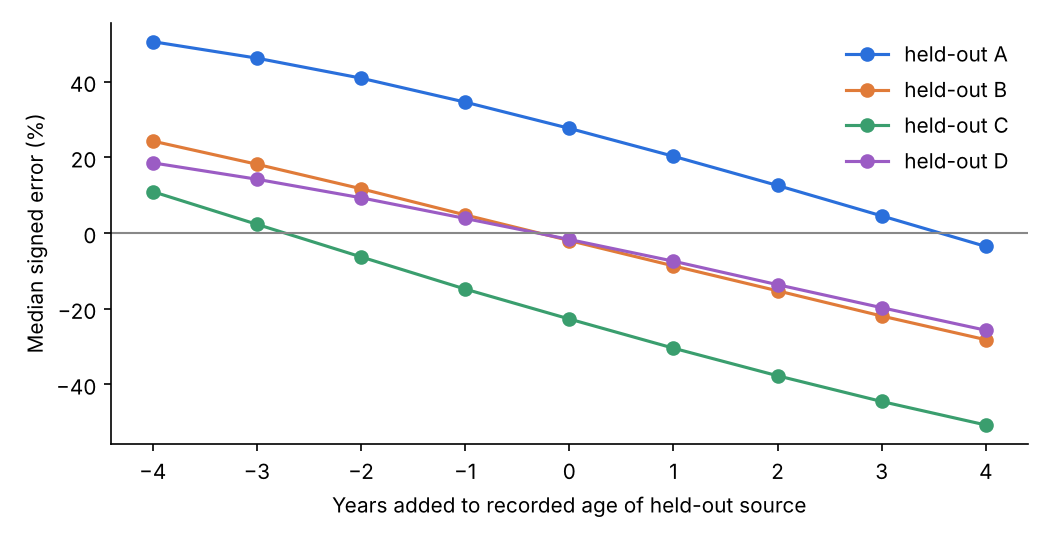 held-out A
held-out B
held-out C
held-out D
Median signed error (%)
40
20
0
−20
−40
−4 −3 −2 −1 0 1 2 3 4
Years added to recorded age of held-out source